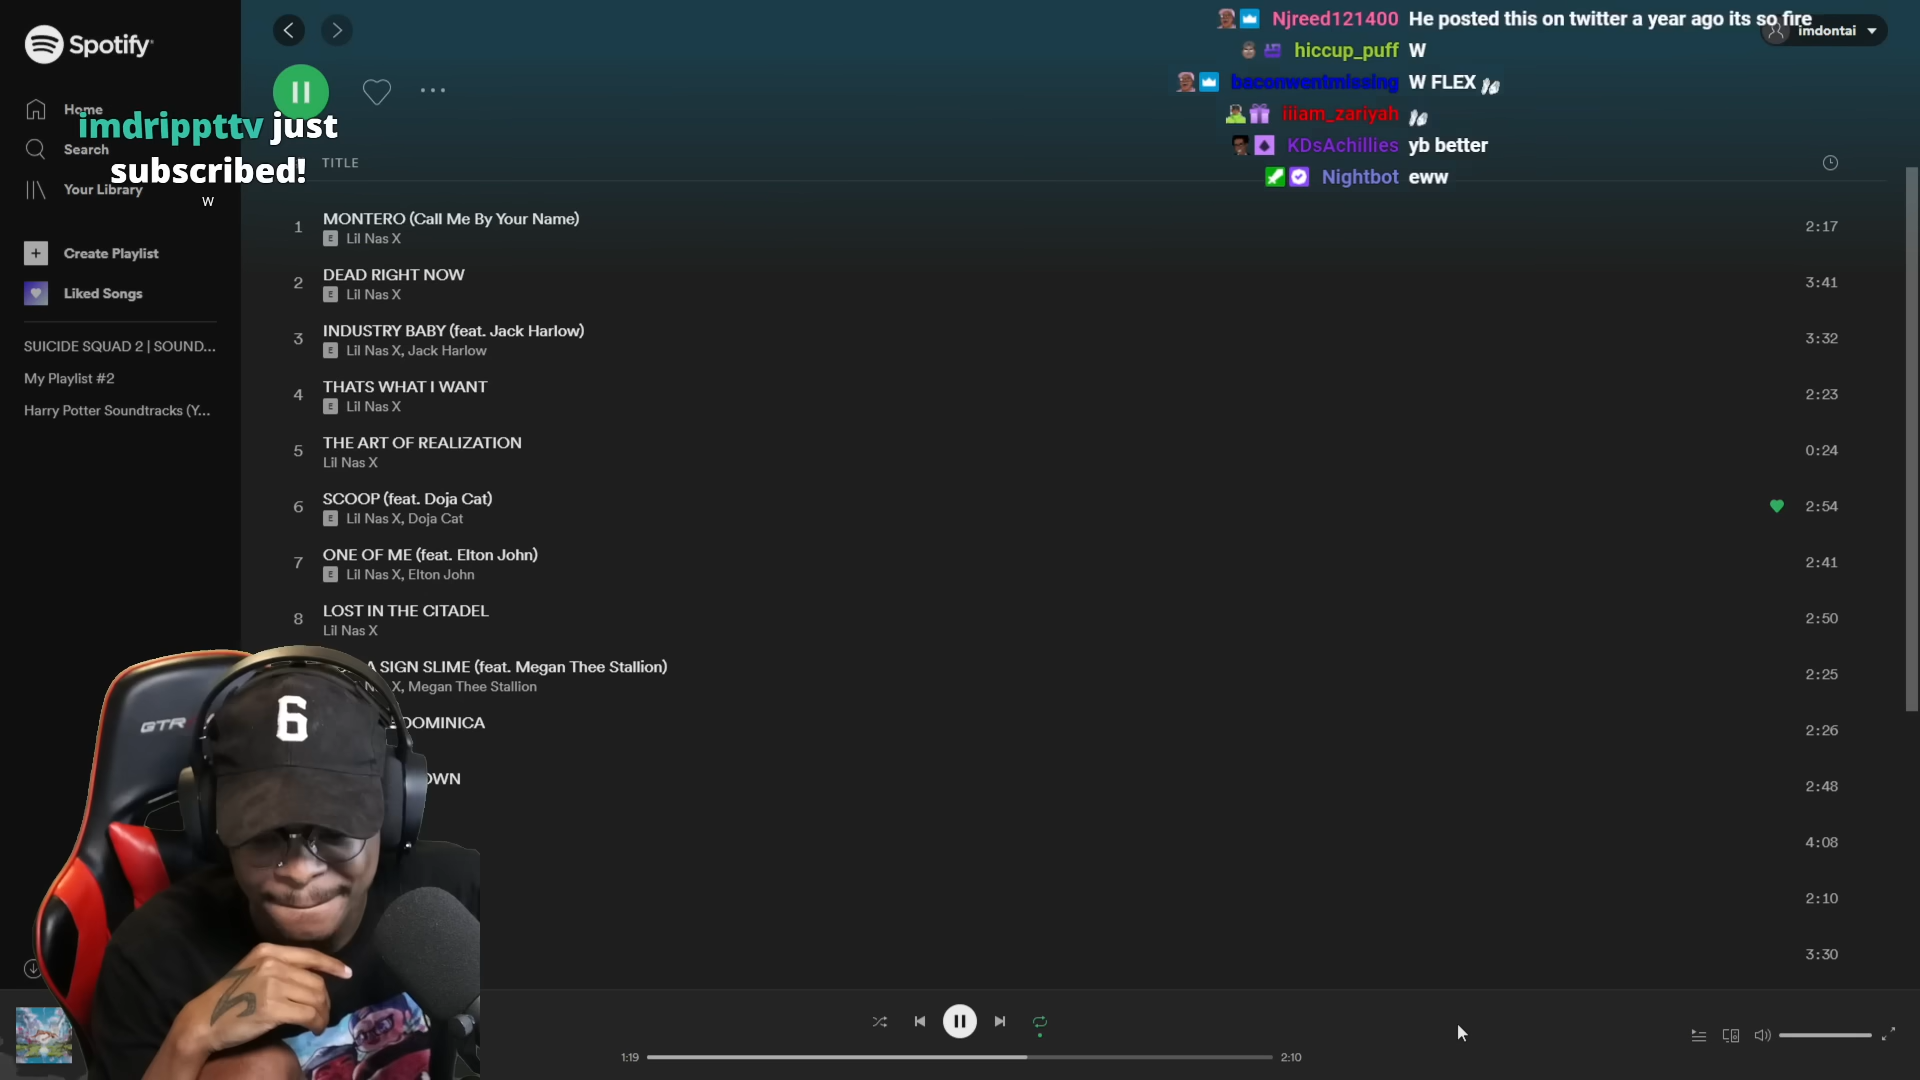 Spotify
Home
Search
Your Library
Create Playlist
Liked Songs
SUICIDE SQUAD 2 | SOUND...
My Playlist #2
Harry Potter Soundtracks (Y...
imdrippttv just
subscribed!
W
Njreed121400 He posted this on twitter a year ago its so fire
hiccup_puff W
baconwentmissing W FLEX
iiiam_zariyah
KDsAchillies yb better
Nightbot eww
imdontai
TITLE
1 MONTERO (Call Me By Your Name) 2:17
E Lil Nas X
2 DEAD RIGHT NOW 3:41
E Lil Nas X
3 INDUSTRY BABY (feat. Jack Harlow) 3:32
E Lil Nas X, Jack Harlow
4 THATS WHAT I WANT 2:23
E Lil Nas X
5 THE ART OF REALIZATION 0:24
Lil Nas X
6 SCOOP (feat. Doja Cat) 2:54
E Lil Nas X, Doja Cat
7 ONE OF ME (feat. Elton John) 2:41
E Lil Nas X, Elton John
8 LOST IN THE CITADEL 2:50
Lil Nas X
A SIGN SLIME (feat. Megan Thee Stallion) 2:25
X, Megan Thee Stallion
DOMINICA 2:26
OWN 2:48
4:08
2:10
3:30
GTR
6
1:19 2:10